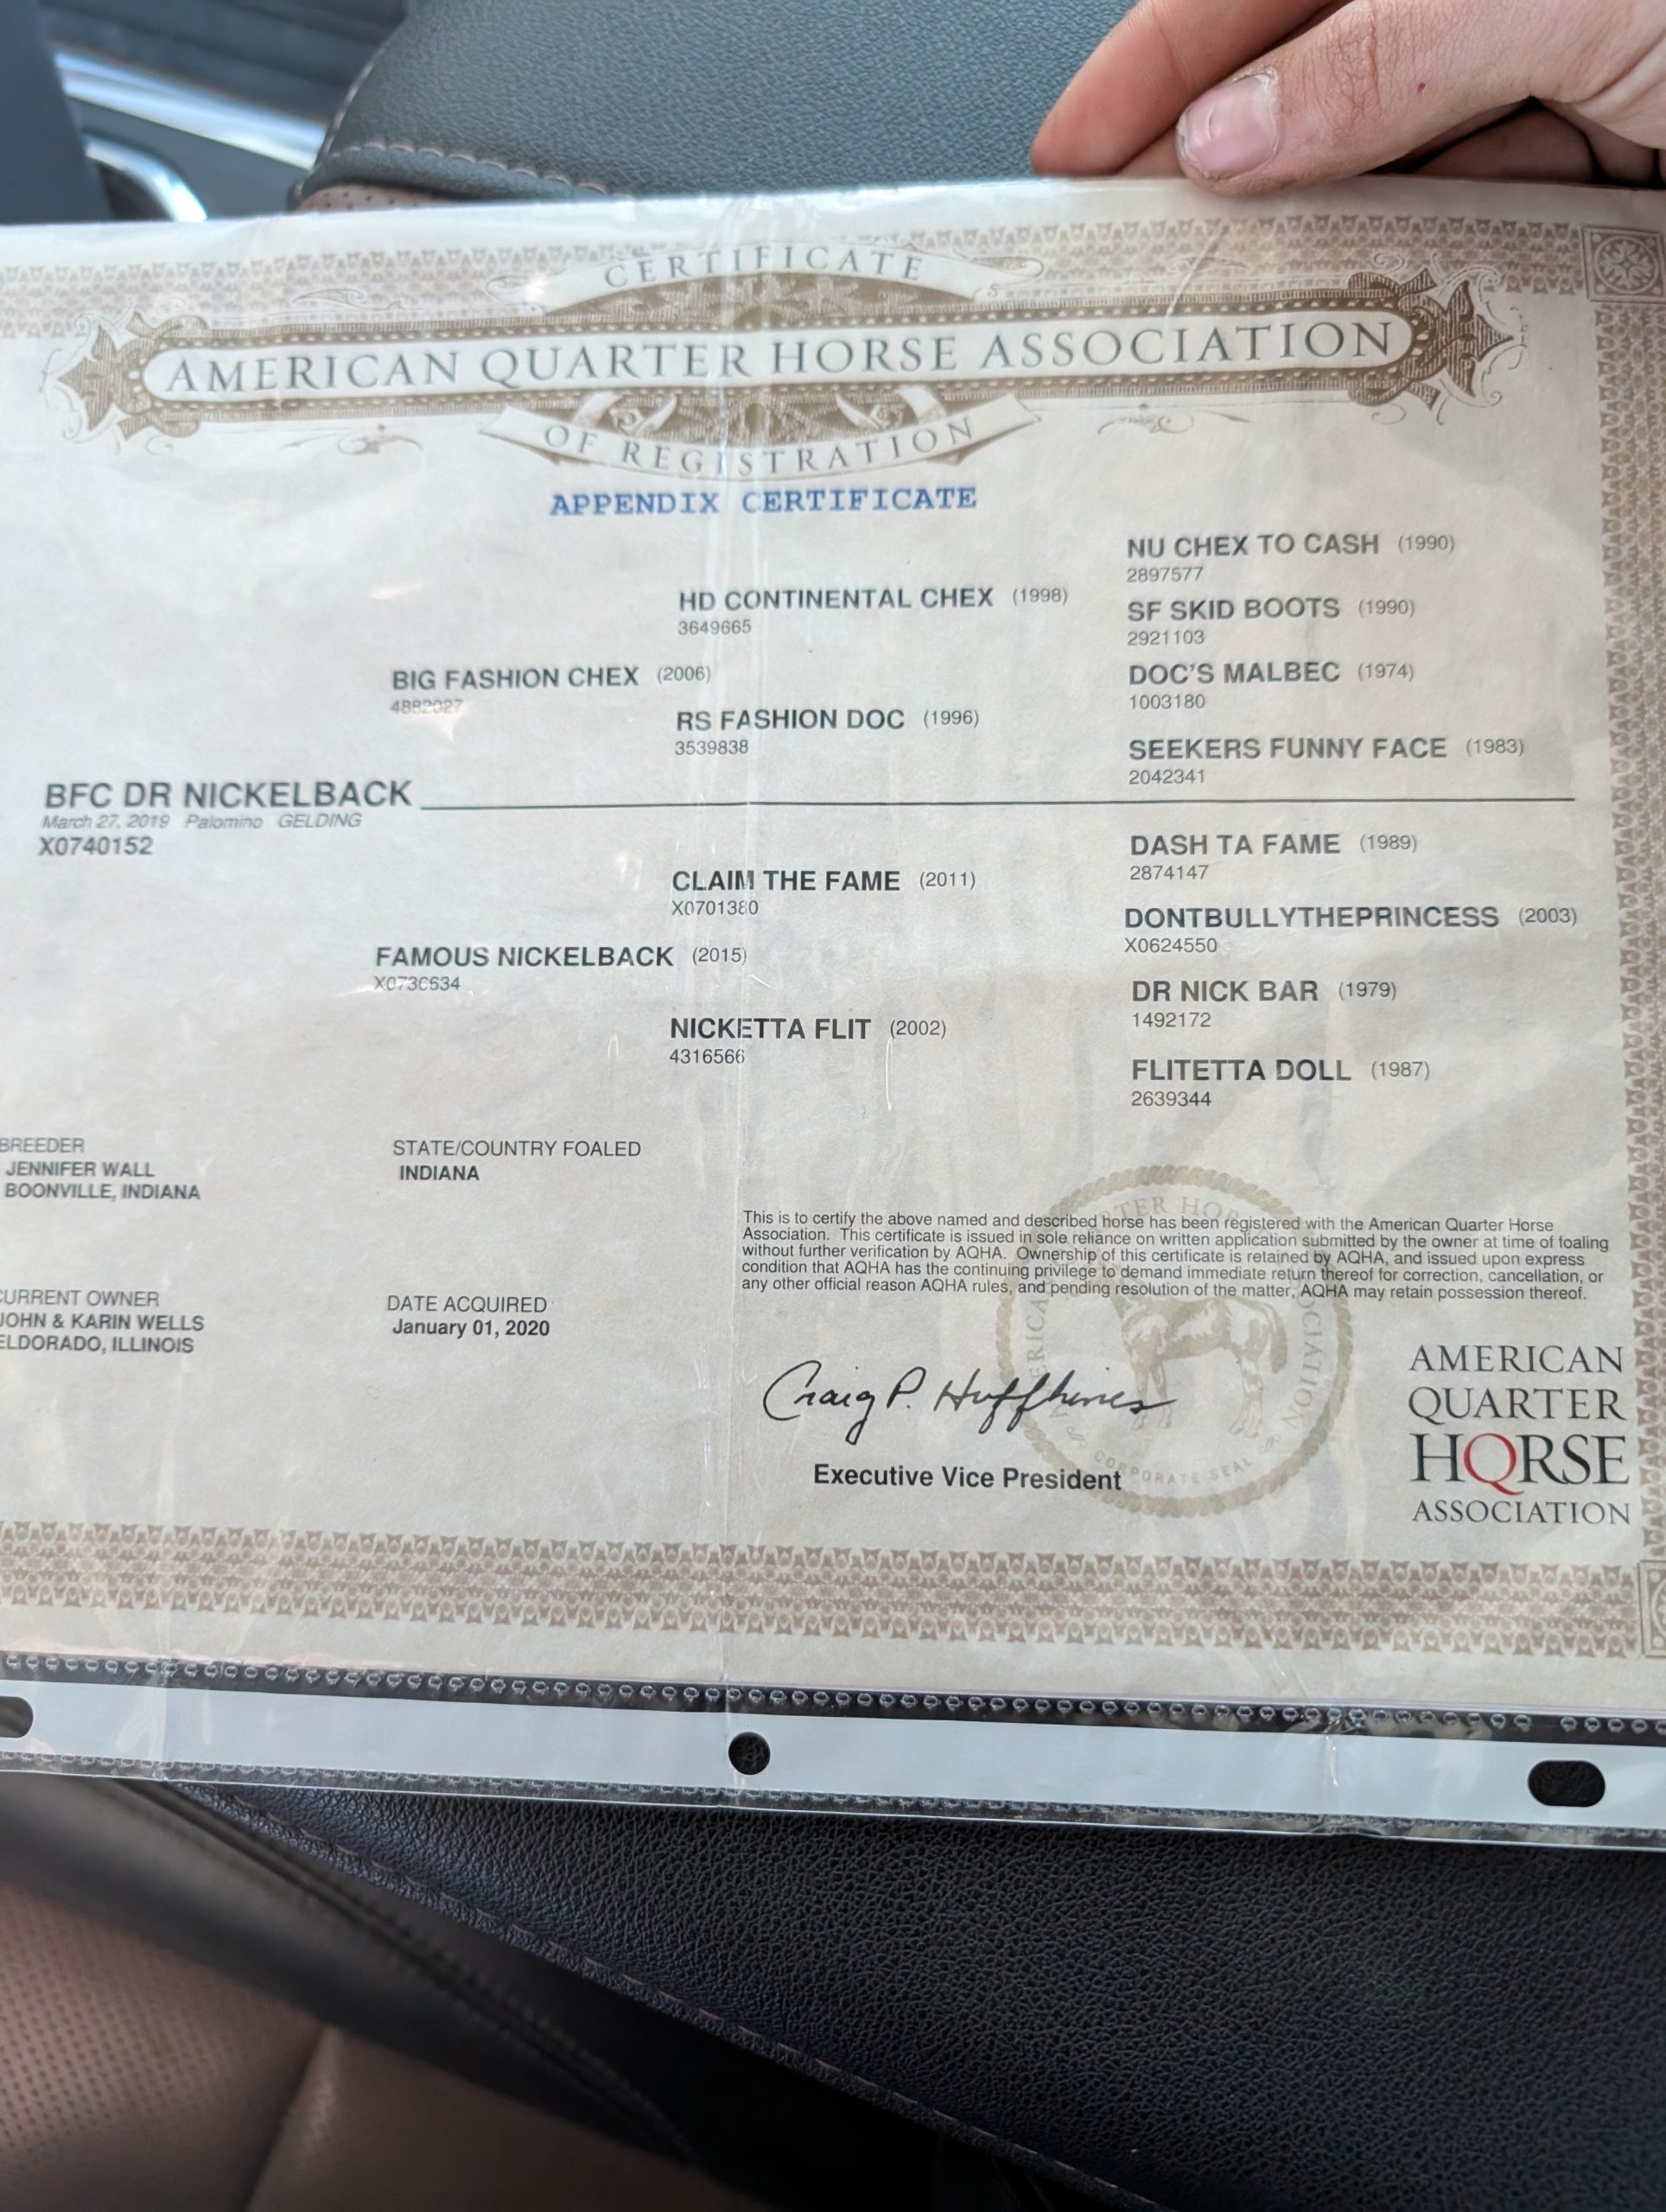 CERTIFICATE
AMERICAN QUARTER HORSE ASSOCIATION
OF REGISTRATION
APPENDIX CERTIFICATE
NU CHEX TO CASH (1990)
2897577
HD CONTINENTAL CHEX (1998)
3649665
SF SKID BOOTS (1990)
2921103
BIG FASHION CHEX (2006)
4882027
DOC'S MALBEC (1974)
1003180
RS FASHION DOC (1996)
3539838
SEEKERS FUNNY FACE (1983)
2042341
BFC DR NICKELBACK
March 27, 2019 Palomino GELDING
X0740152
DASH TA FAME (1989)
2874147
CLAIM THE FAME (2011)
X0701380
DONTBULLYTHEPRINCESS (2003)
X0624550
FAMOUS NICKELBACK (2015)
DR NICK BAR (1979)
1492172
NICKETTA FLIT (2002)
4316566
FLITETTA DOLL (1987)
2639344
BREEDER
JENNIFER WALL
BOONVILLE, INDIANA
STATE/COUNTRY FOALED
INDIANA
This is to certify the above named and described horse has been registered with the American Quarter Horse
Association. This certificate is issued in sole reliance on written application submitted by the owner at time of foaling
without further verification by AQHA. Ownership of this certificate is retained by AQHA, and issued upon express
condition that AQHA has the continuing privilege to demand immediate return thereof for correction, cancellation, or
any other official reason AQHA rules, and pending resolution of the matter, AQHA may retain possession thereof.
CURRENT OWNER
JOHN & KARIN WELLS
ELDORADO, ILLINOIS
DATE ACQUIRED
January 01, 2020
Craig P. Huffhines
Executive Vice President
CORPORATE SEAL
AMERICAN
QUARTER
HORSE
ASSOCIATION